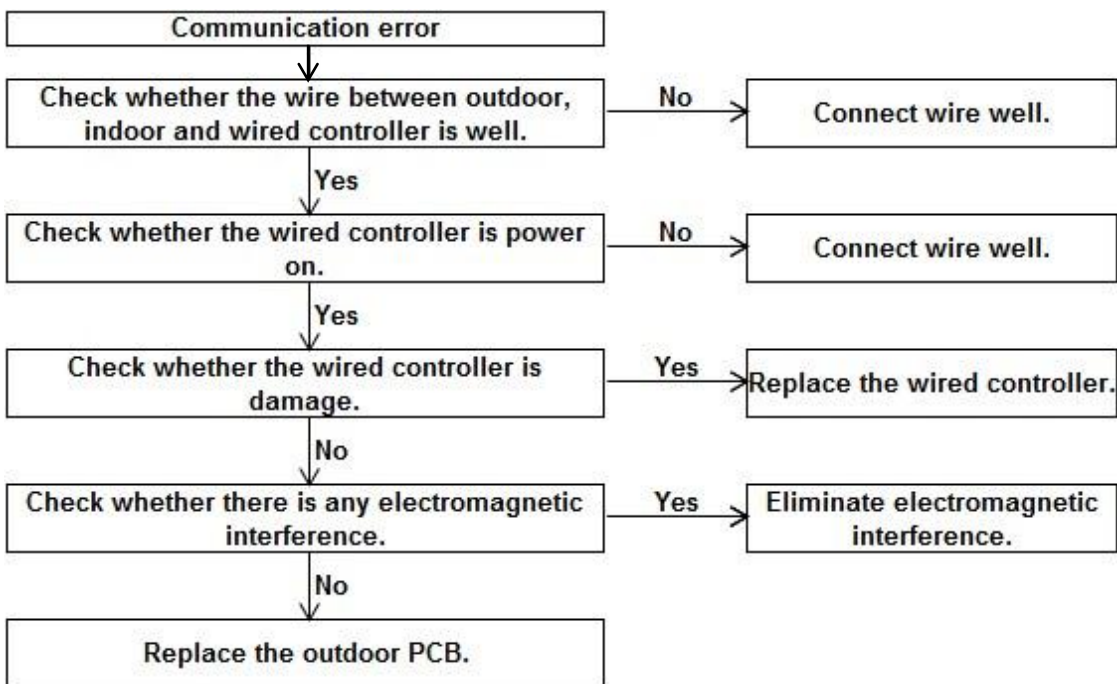 Communication error
Check whether the wire between outdoor,
indoor and wired controller is well.
No
Connect wire well.
Yes
Check whether the wired controller is power
on.
No
Connect wire well.
Yes
Check whether the wired controller is
damage.
Yes
Replace the wired controller.
No
Check whether there is any electromagnetic
interference.
Yes
Eliminate electromagnetic
interference.
No
Replace the outdoor PCB.